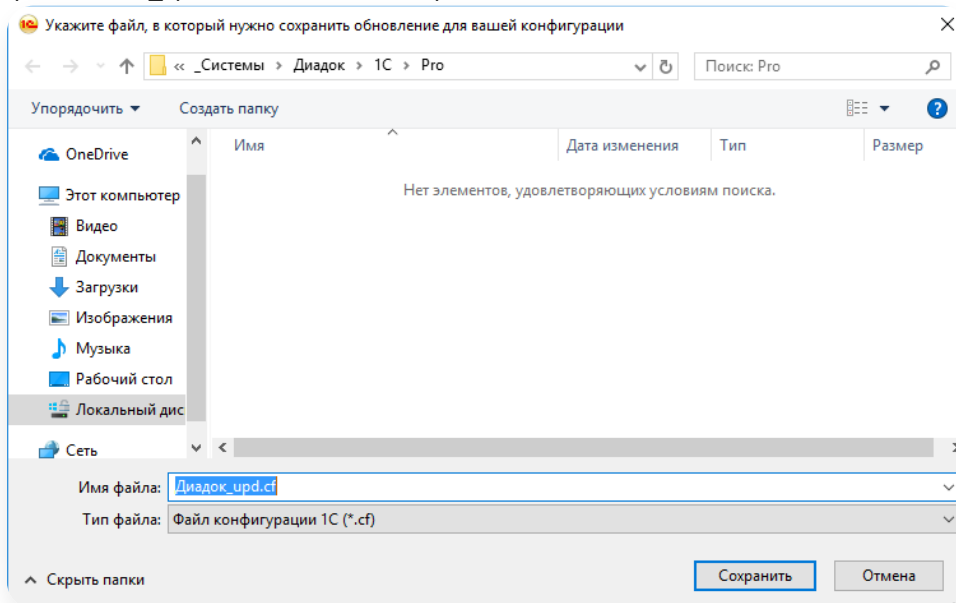 Укажите файл, в который нужно сохранить обновление для вашей конфигурации
« _Системы › Диадок › 1С › Pro
Поиск: Pro
Упорядочить
Создать папку
Имя
Дата изменения
Тип
Размер
Нет элементов, удовлетворяющих условиям поиска.
OneDrive
Этот компьютер
Видео
Документы
Загрузки
Изображения
Музыка
Рабочий стол
Локальный дис
Сеть
Имя файла: Диадок_upd.cf
Тип файла: Файл конфигурации 1С (*.cf)
Скрыть папки
Сохранить
Отмена